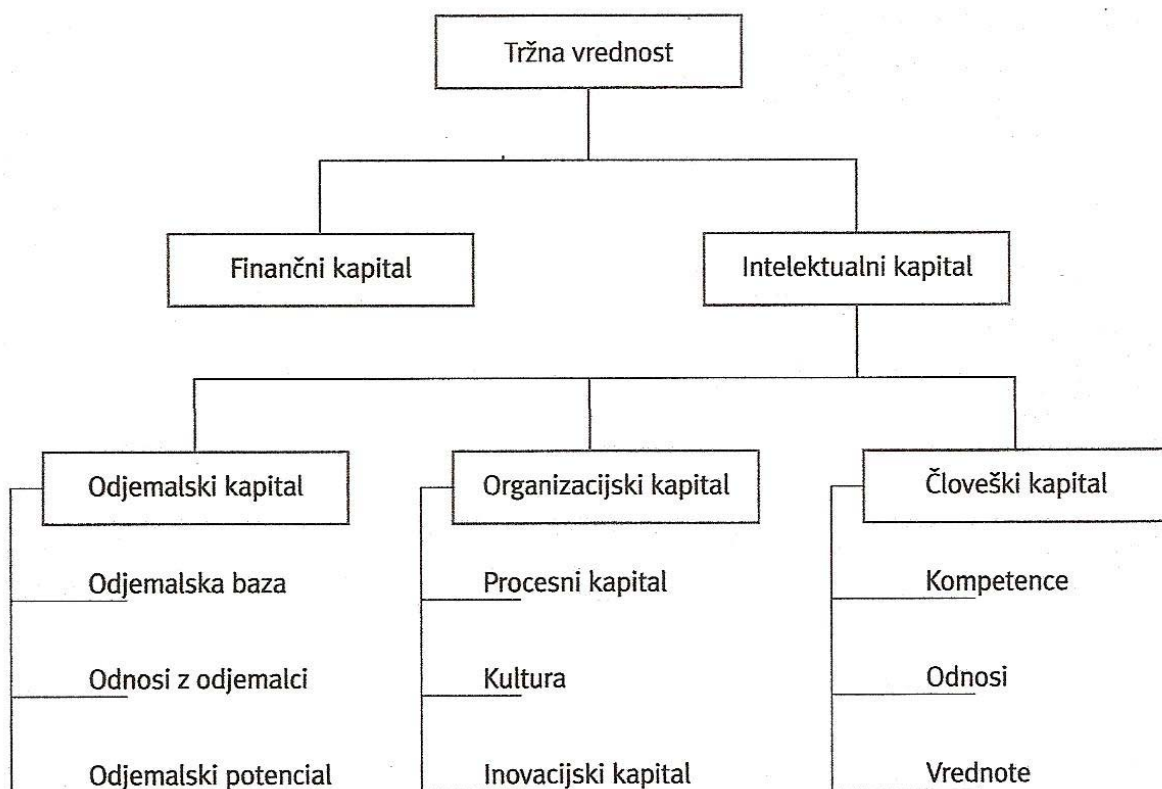 Tržna vrednost
Finančni kapital
Intelektualni kapital
Odjemalski kapital
Organizacijski kapital
Človeški kapital
Odjemalska baza
Procesni kapital
Kompetence
Odnosi z odjemalci
Kultura
Odnosi
Odjemalski potencial
Inovacijski kapital
Vrednote